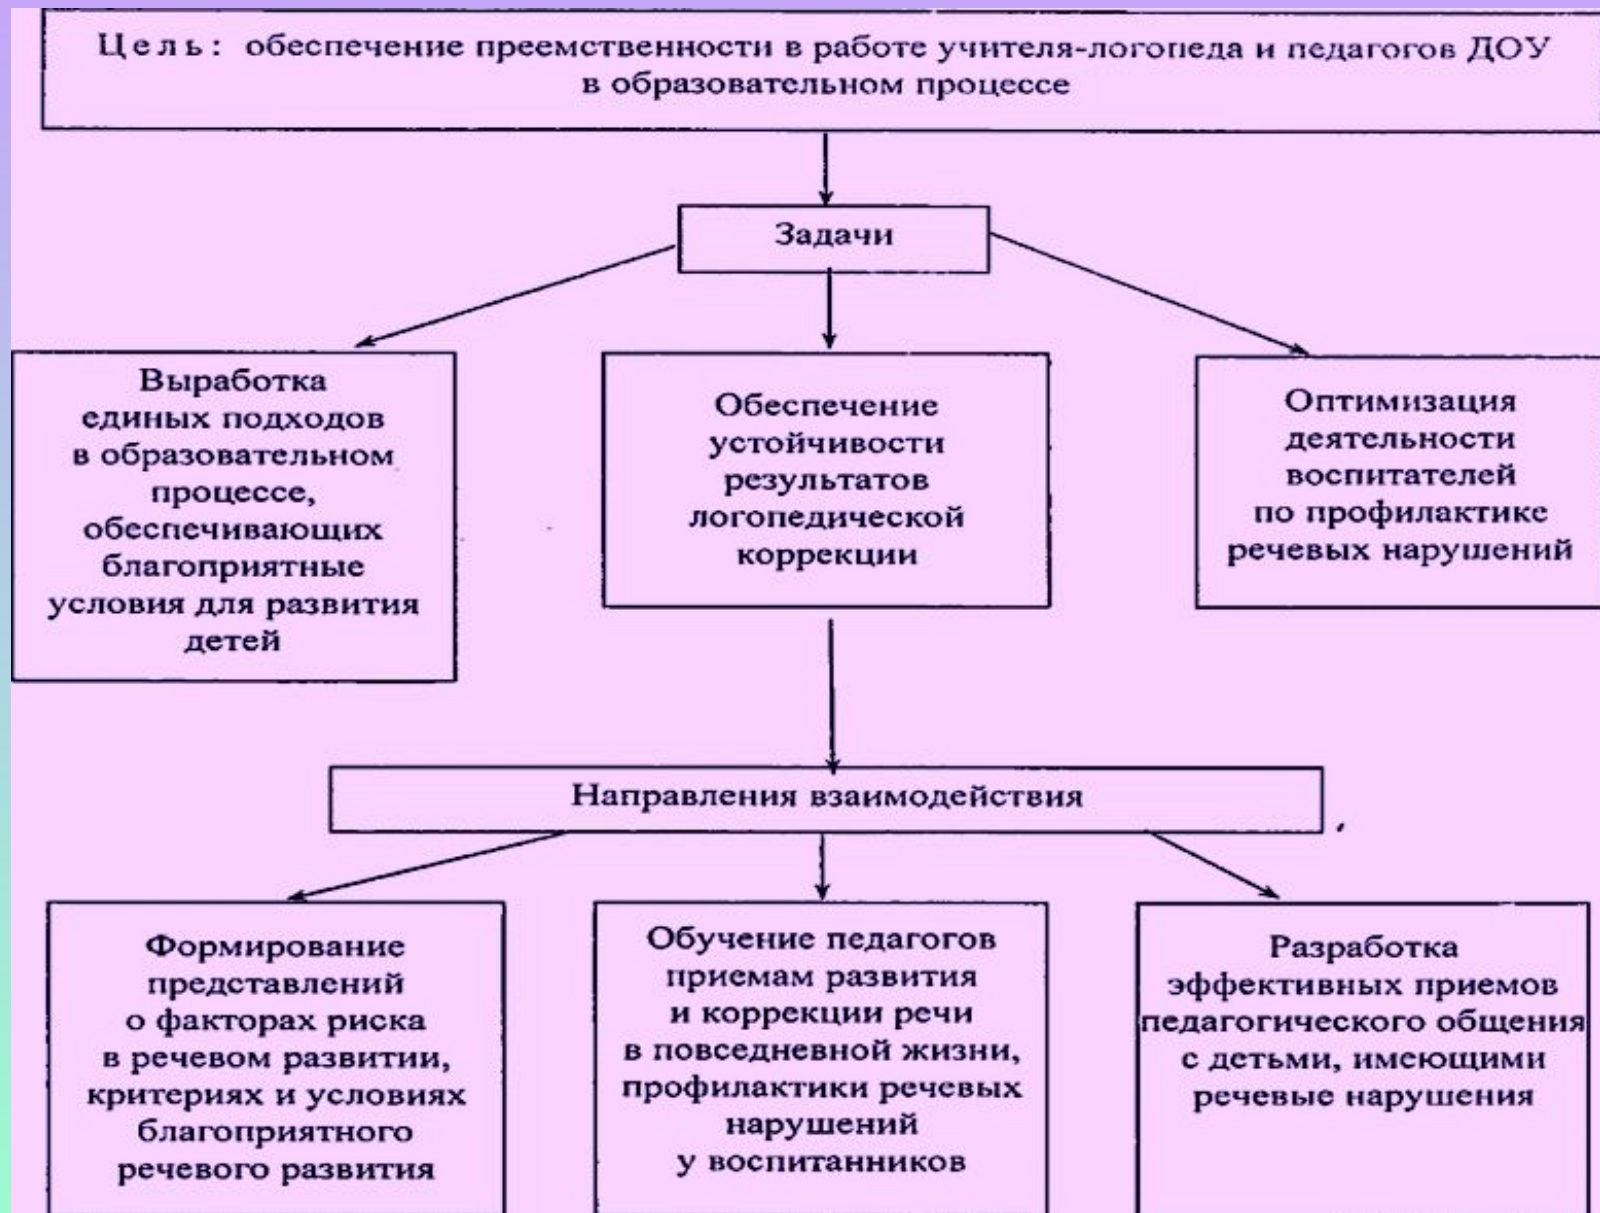 Цель: обеспечение преемственности в работе учителя-логопеда и педагогов ДОУ
в образовательном процессе
Задачи
Выработка
единых подходов
в образовательном
процессе,
обеспечивающих
благоприятные
условия для развития
детей
Обеспечение
устойчивости
результатов
логопедической
коррекции
Оптимизация
деятельности
воспитателей
по профилактике
речевых нарушений
Направления взаимодействия
Формирование
представлений
о факторах риска
в речевом развитии,
критериях и условиях
благоприятного
речевого развития
Обучение педагогов
приемам развития
и коррекции речи
в повседневной жизни,
профилактики речевых
нарушений
у воспитанников
Разработка
эффективных приемов
педагогического общения
с детьми, имеющими
речевые нарушения